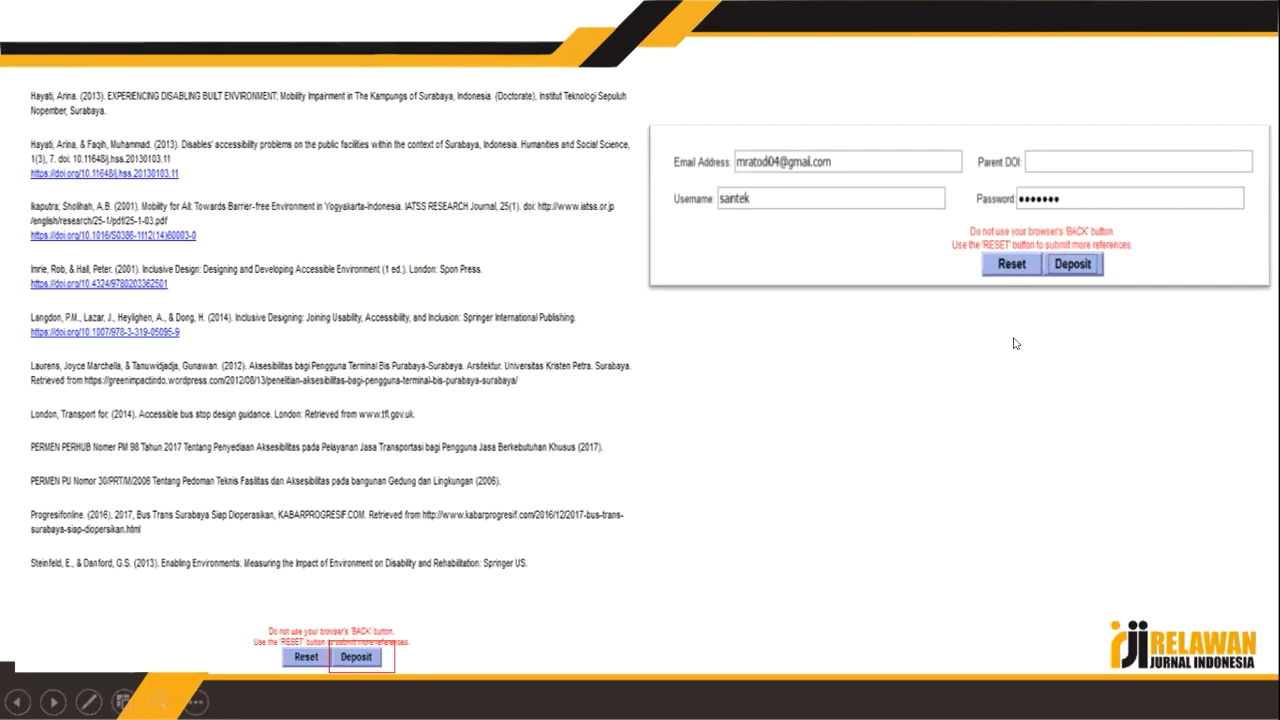 Hayati, Arina. (2013). EXPERIENCING DISABLING BUILT ENVIRONMENT: Mobility Impairment in The Kampungs of Surabaya, Indonesia. (Doctorate), Institut Teknologi Sepuluh
Nopember, Surabaya.
Hayati, Arina, & Faqih, Muhammad. (2013). Disables' accessibility problems on the public facilities within the context of Surabaya, Indonesia. Humanities and Social Science,
1(3), 7. doi: 10.11648/j.hss.20130103.11
https://doi.org/10.11648/j.hss.20130103.11
Ikaputra; Sholihah, A.B. (2001). Mobility for All: Towards Barrier-free Environment in Yogyakarta-Indonesia. IATSS RESEARCH Journal, 25(1). doi: http://www.iatss.or.jp
/english/research/25-1/pdf/25-1-03.pdf
https://doi.org/10.1016/S0386-1112(14)60003-0
Imrie, Rob, & Hall, Peter. (2001). Inclusive Design: Designing and Developing Accessible Environment (1 ed.). London: Spon Press.
https://doi.org/10.4324/9780203362501
Langdon, P.M., Lazar, J., Heylighen, A., & Dong, H. (2014). Inclusive Designing: Joining Usability, Accessibility, and Inclusion: Springer International Publishing.
https://doi.org/10.1007/978-3-319-05095-9
Laurens, Joyce Marchella, & Tanuwidjadja, Gunawan. (2012). Aksesibilitas bagi Pengguna Terminal Bis Purabaya-Surabaya. Arsitektur. Universitas Kristen Petra. Surabaya.
Retrieved from https://greenimpactindo.wordpress.com/2012/08/13/penelitian-aksesibilitas-bagi-pengguna-terminal-bis-purabaya-surabaya/
London, Transport for. (2014). Accessible bus stop design guidance. London: Retrieved from www.tfl.gov.uk.
PERMEN PERHUB Nomer PM 98 Tahun 2017 Tentang Penyediaan Aksesibilitas pada Pelayanan Jasa Transportasi bagi Pengguna Jasa Berkebutuhan Khusus (2017).
PERMEN PU Nomor 30/PRT/M/2006 Tentang Pedoman Teknis Fasilitas dan Aksesibilitas pada bangunan Gedung dan Lingkungan (2006).
Progresifonline. (2016). 2017, Bus Trans Surabaya Siap Dioperasikan, KABARPROGRESIF.COM. Retrieved from http://www.kabarprogresif.com/2016/12/2017-bus-trans-
surabaya-siap-diopersikan.html
Steinfeld, E., & Danford, G.S. (2013). Enabling Environments: Measuring the Impact of Environment on Disability and Rehabilitation: Springer US.
Do not use your browser's 'BACK' button.
Use the 'RESET' button to submit more references.
Reset Deposit
Email Address: mratodi04@gmail.com Parent DOI:
Username: santek Password: •••••••
Do not use your browser's 'BACK' button.
Use the 'RESET' button to submit more references.
Reset Deposit
RJI RELAWAN
JURNAL INDONESIA